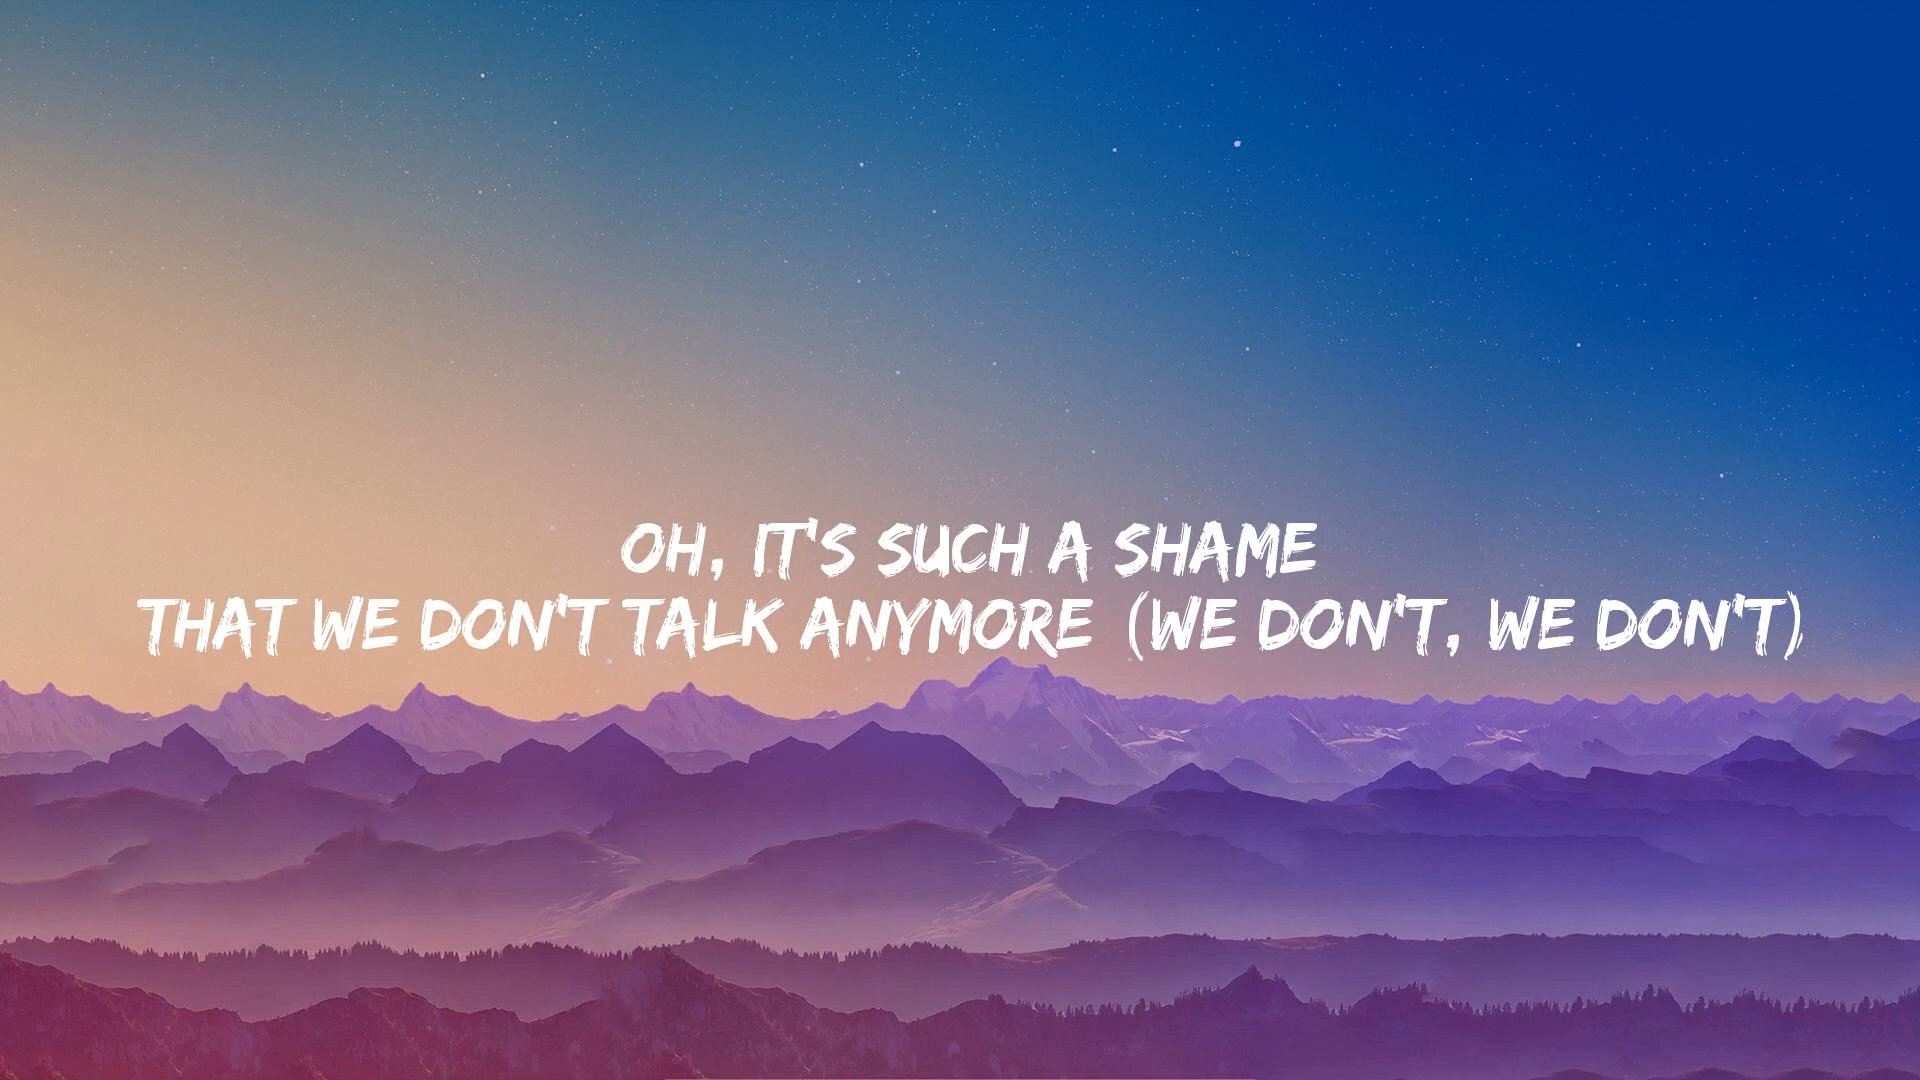 OH, IT'S SUCH A SHAME
THAT WE DON'T TALK ANYMORE (WE DON'T, WE DON'T)